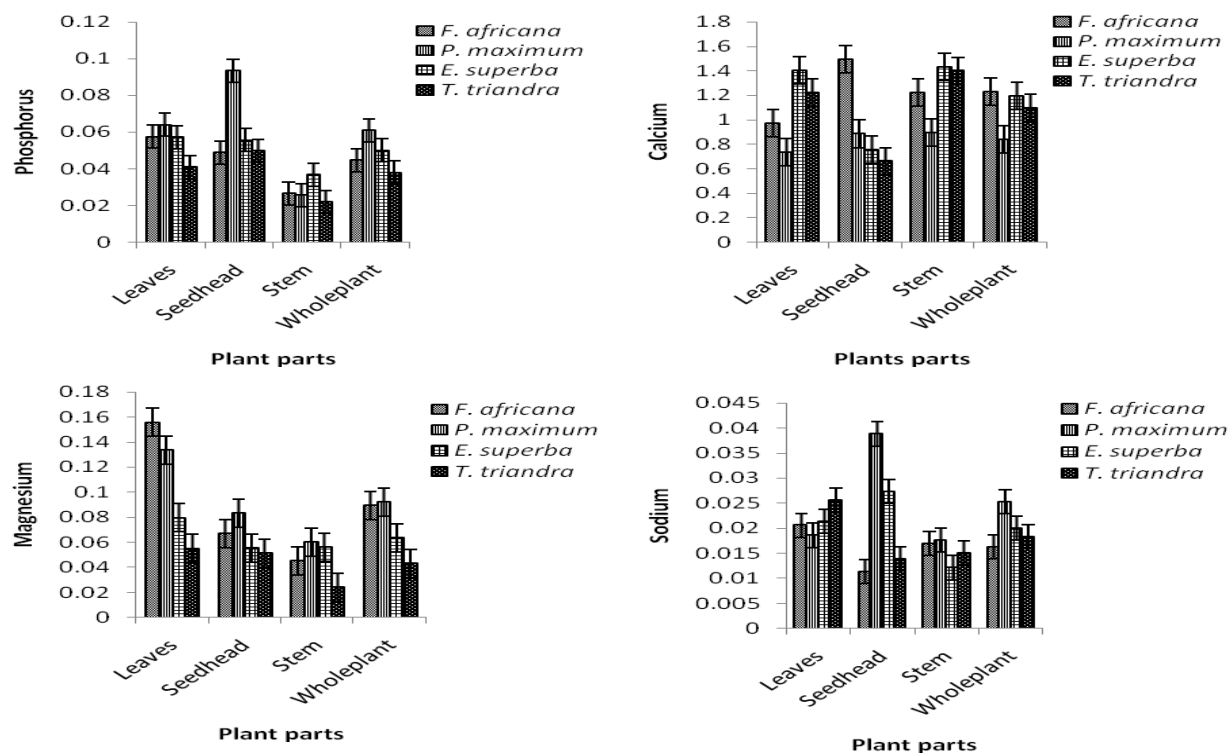 Phosphorus
0.12
0.1
0.08
0.06
0.04
0.02
0
F. africana
P. maximum
E. superba
T. triandra
Leaves
Seedhead
Stem
Wholeplant
Plant parts
Calcium
1.8
1.6
1.4
1.2
1
0.8
0.6
0.4
0.2
0
F. africana
P. maximum
E. superba
T. triandra
Leaves
Seedhead
Stem
Wholeplant
Plants parts
Magnesium
0.18
0.16
0.14
0.12
0.1
0.08
0.06
0.04
0.02
0
F. africana
P. maximum
E. superba
T. triandra
Leaves
Seedhead
Stem
Wholeplant
Plant parts
Sodium
0.045
0.04
0.035
0.03
0.025
0.02
0.015
0.01
0.005
0
F. africana
P. maximum
E. superba
T. triandra
Leaves
Seedhead
Stem
Wholeplant
Plant parts